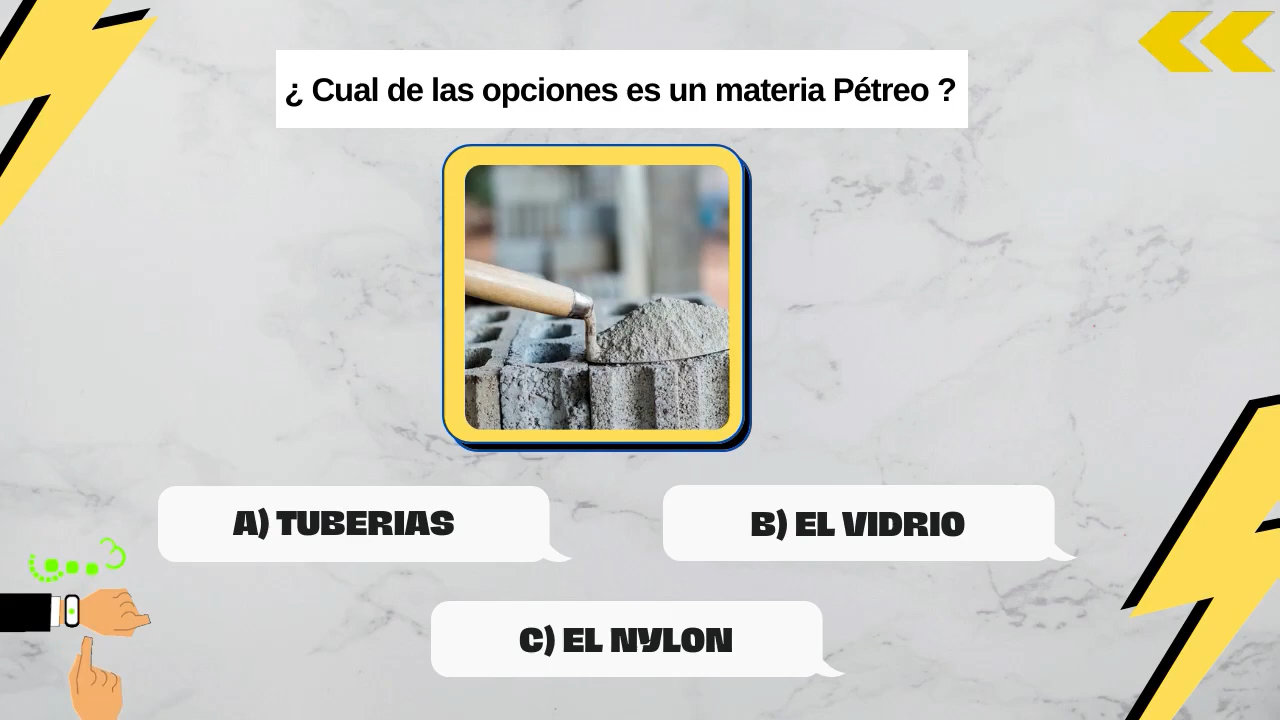 ¿ Cual de las opciones es un materia Pétreo ?
A) TUBERIAS
B) EL VIDRIO
C) EL NYLON